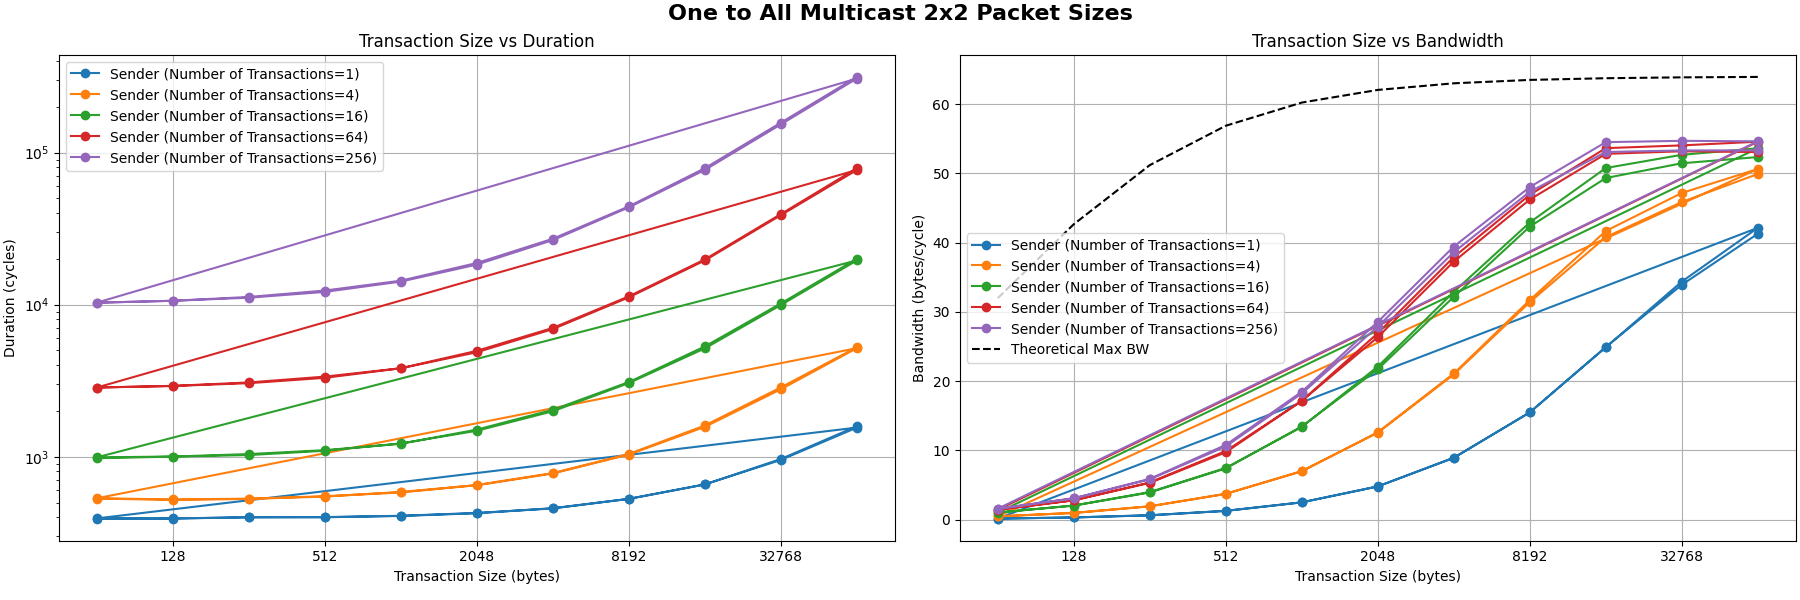 One to All Multicast 2x2 Packet Sizes
Transaction Size vs Duration
Sender (Number of Transactions=1)
Sender (Number of Transactions=4)
Sender (Number of Transactions=16)
Sender (Number of Transactions=64)
Sender (Number of Transactions=256)
Duration (cycles)
10^5
10^4
10^3
128 512 2048 8192 32768
Transaction Size (bytes)
Transaction Size vs Bandwidth
Bandwidth (bytes/cycle)
60
50
40
30
20
10
0
Sender (Number of Transactions=1)
Sender (Number of Transactions=4)
Sender (Number of Transactions=16)
Sender (Number of Transactions=64)
Sender (Number of Transactions=256)
Theoretical Max BW
128 512 2048 8192 32768
Transaction Size (bytes)